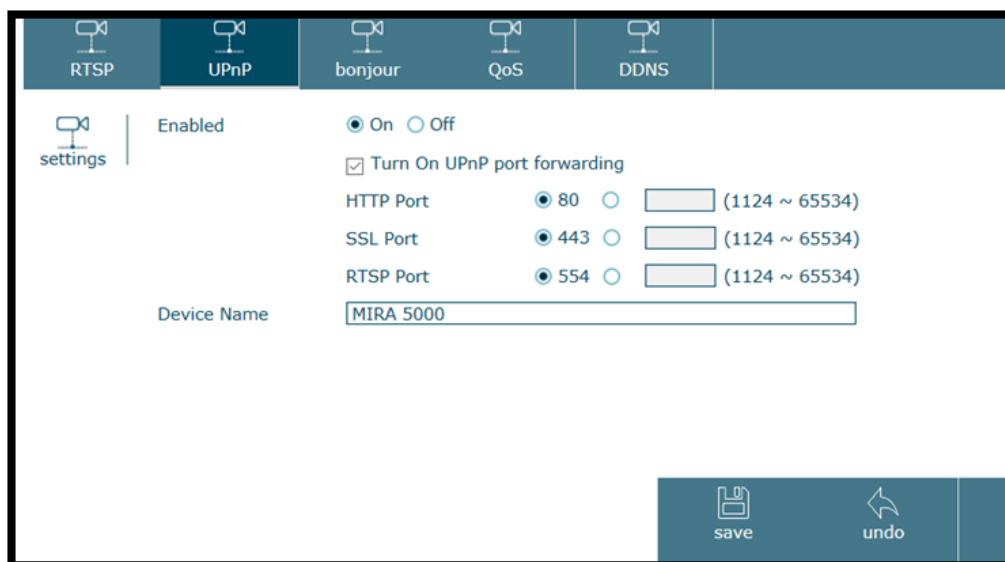 RTSP UPnP bonjour QoS DDNS
settings
Enabled On Off
Turn On UPnP port forwarding
HTTP Port 80 (1124 ~ 65534)
SSL Port 443 (1124 ~ 65534)
RTSP Port 554 (1124 ~ 65534)
Device Name MIRA 5000
save undo